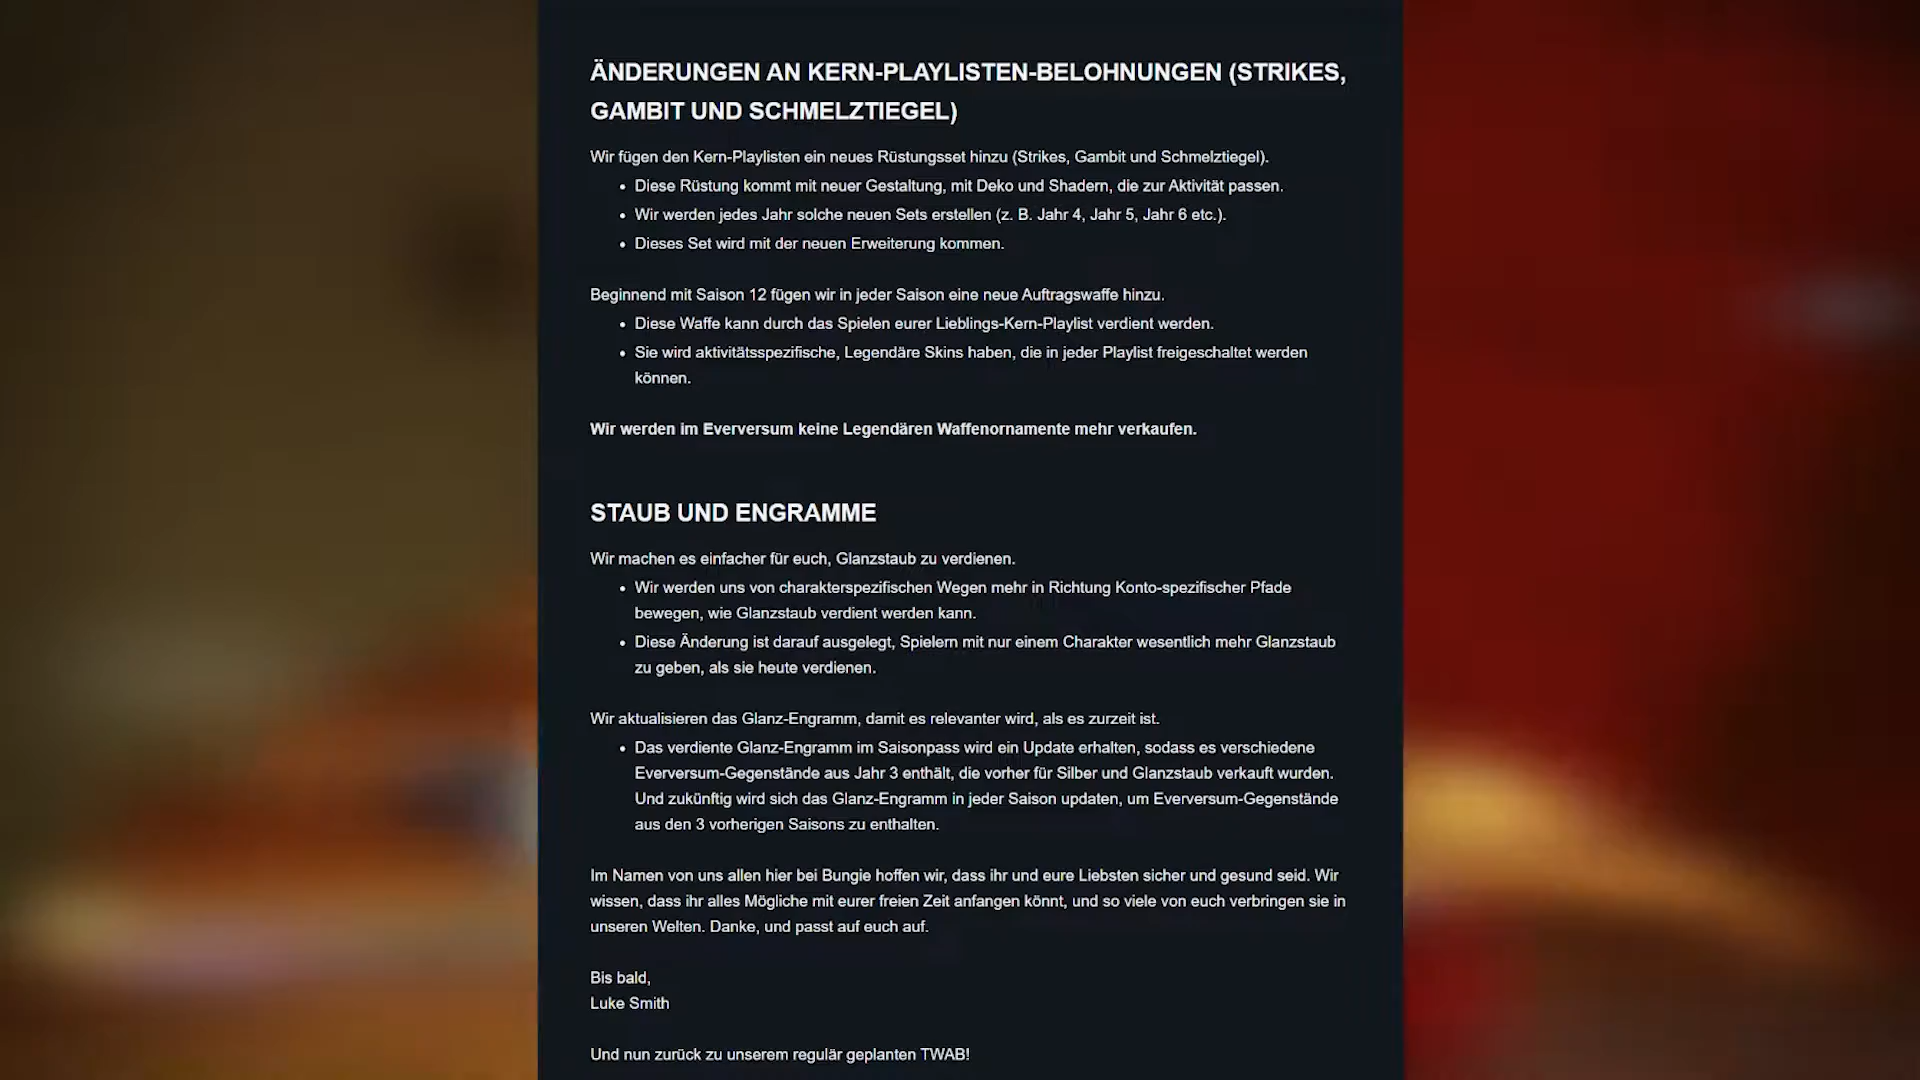 ÄNDERUNGEN AN KERN-PLAYLISTEN-BELOHNUNGEN (STRIKES,
GAMBIT UND SCHMELZTIEGEL)
Wir fügen den Kern-Playlisten ein neues Rüstungsset hinzu (Strikes, Gambit und Schmelztiegel).
• Diese Rüstung kommt mit neuer Gestaltung, mit Deko und Shadern, die zur Aktivität passen.
• Wir werden jedes Jahr solche neuen Sets erstellen (z. B. Jahr 4, Jahr 5, Jahr 6 etc.).
• Dieses Set wird mit der neuen Erweiterung kommen.
Beginnend mit Saison 12 fügen wir in jeder Saison eine neue Auftragswaffe hinzu.
• Diese Waffe kann durch das Spielen eurer Lieblings-Kern-Playlist verdient werden.
• Sie wird aktivitätsspezifische, Legendäre Skins haben, die in jeder Playlist freigeschaltet werden
können.
Wir werden im Everversum keine Legendären Waffenornamente mehr verkaufen.
STAUB UND ENGRAMME
Wir machen es einfacher für euch, Glanzstaub zu verdienen.
• Wir werden uns von charakterspezifischen Wegen mehr in Richtung Konto-spezifischer Pfade
bewegen, wie Glanzstaub verdient werden kann.
• Diese Änderung ist darauf ausgelegt, Spielern mit nur einem Charakter wesentlich mehr Glanzstaub
zu geben, als sie heute verdienen.
Wir aktualisieren das Glanz-Engramm, damit es relevanter wird, als es zurzeit ist.
• Das verdiente Glanz-Engramm im Saisonpass wird ein Update erhalten, sodass es verschiedene
Everversum-Gegenstände aus Jahr 3 enthält, die vorher für Silber und Glanzstaub verkauft wurden.
Und zukünftig wird sich das Glanz-Engramm in jeder Saison updaten, um Everversum-Gegenstände
aus den 3 vorherigen Saisons zu enthalten.
Im Namen von uns allen hier bei Bungie hoffen wir, dass ihr und eure Liebsten sicher und gesund seid. Wir
wissen, dass ihr alles Mögliche mit eurer freien Zeit anfangen könnt, und so viele von euch verbringen sie in
unseren Welten. Danke, und passt auf euch auf.
Bis bald,
Luke Smith
Und nun zurück zu unserem regulär geplanten TWAB!